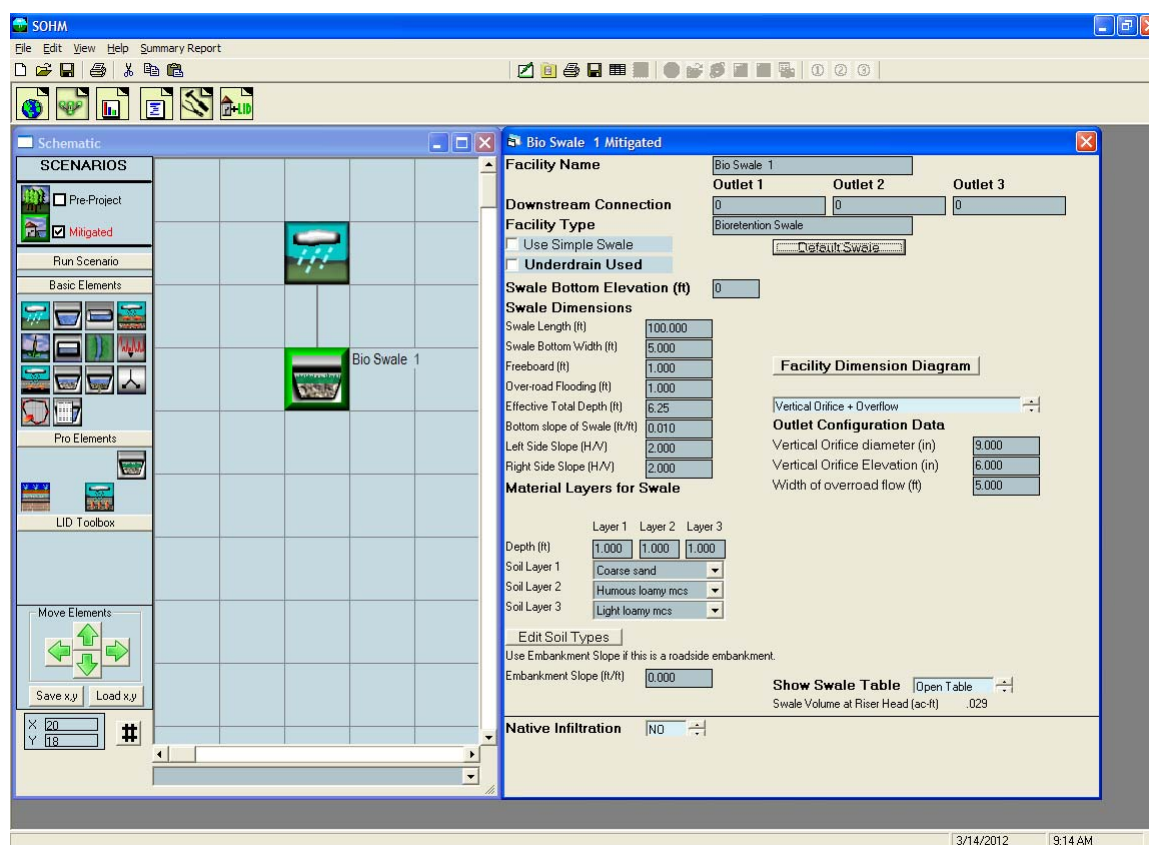 SOHM
File Edit View Help Summary Report
+LID
Schematic
SCENARIOS
Pre-Project
Mitigated
Run Scenario
Basic Elements
Pro Elements
LID Toolbox
Move Elements
Save x,y Load x,y
X 20
Y 18
#
Bio Swale 1
Bio Swale 1 Mitigated
Facility Name Bio Swale 1
Outlet 1 Outlet 2 Outlet 3
Downstream Connection 0 0 0
Facility Type Bioretention Swale
Use Simple Swale Default Swale
Underdrain Used
Swale Bottom Elevation (ft) 0
Swale Dimensions
Swale Length (ft) 100.000
Swale Bottom Width (ft) 5.000
Freeboard (ft) 1.000
Over-road Flooding (ft) 1.000
Effective Total Depth (ft) 6.25
Bottom slope of Swale (ft/ft) 0.010
Left Side Slope (H/V) 2.000
Right Side Slope (H/V) 2.000
Facility Dimension Diagram
Vertical Orifice + Overflow
Outlet Configuration Data
Vertical Orifice diameter (in) 9.000
Vertical Orifice Elevation (in) 6.000
Width of overroad flow (ft) 5.000
Material Layers for Swale
Layer 1 Layer 2 Layer 3
Depth (ft) 1.000 1.000 1.000
Soil Layer 1 Coarse sand
Soil Layer 2 Humous loamy mcs
Soil Layer 3 Light loamy mcs
Edit Soil Types
Use Embankment Slope if this is a roadside embankment.
Embankment Slope (ft/ft) 0.000
Show Swale Table Open Table
Swale Volume at Riser Head (ac-ft) .029
Native Infiltration NO
3/14/2012 9:14 AM